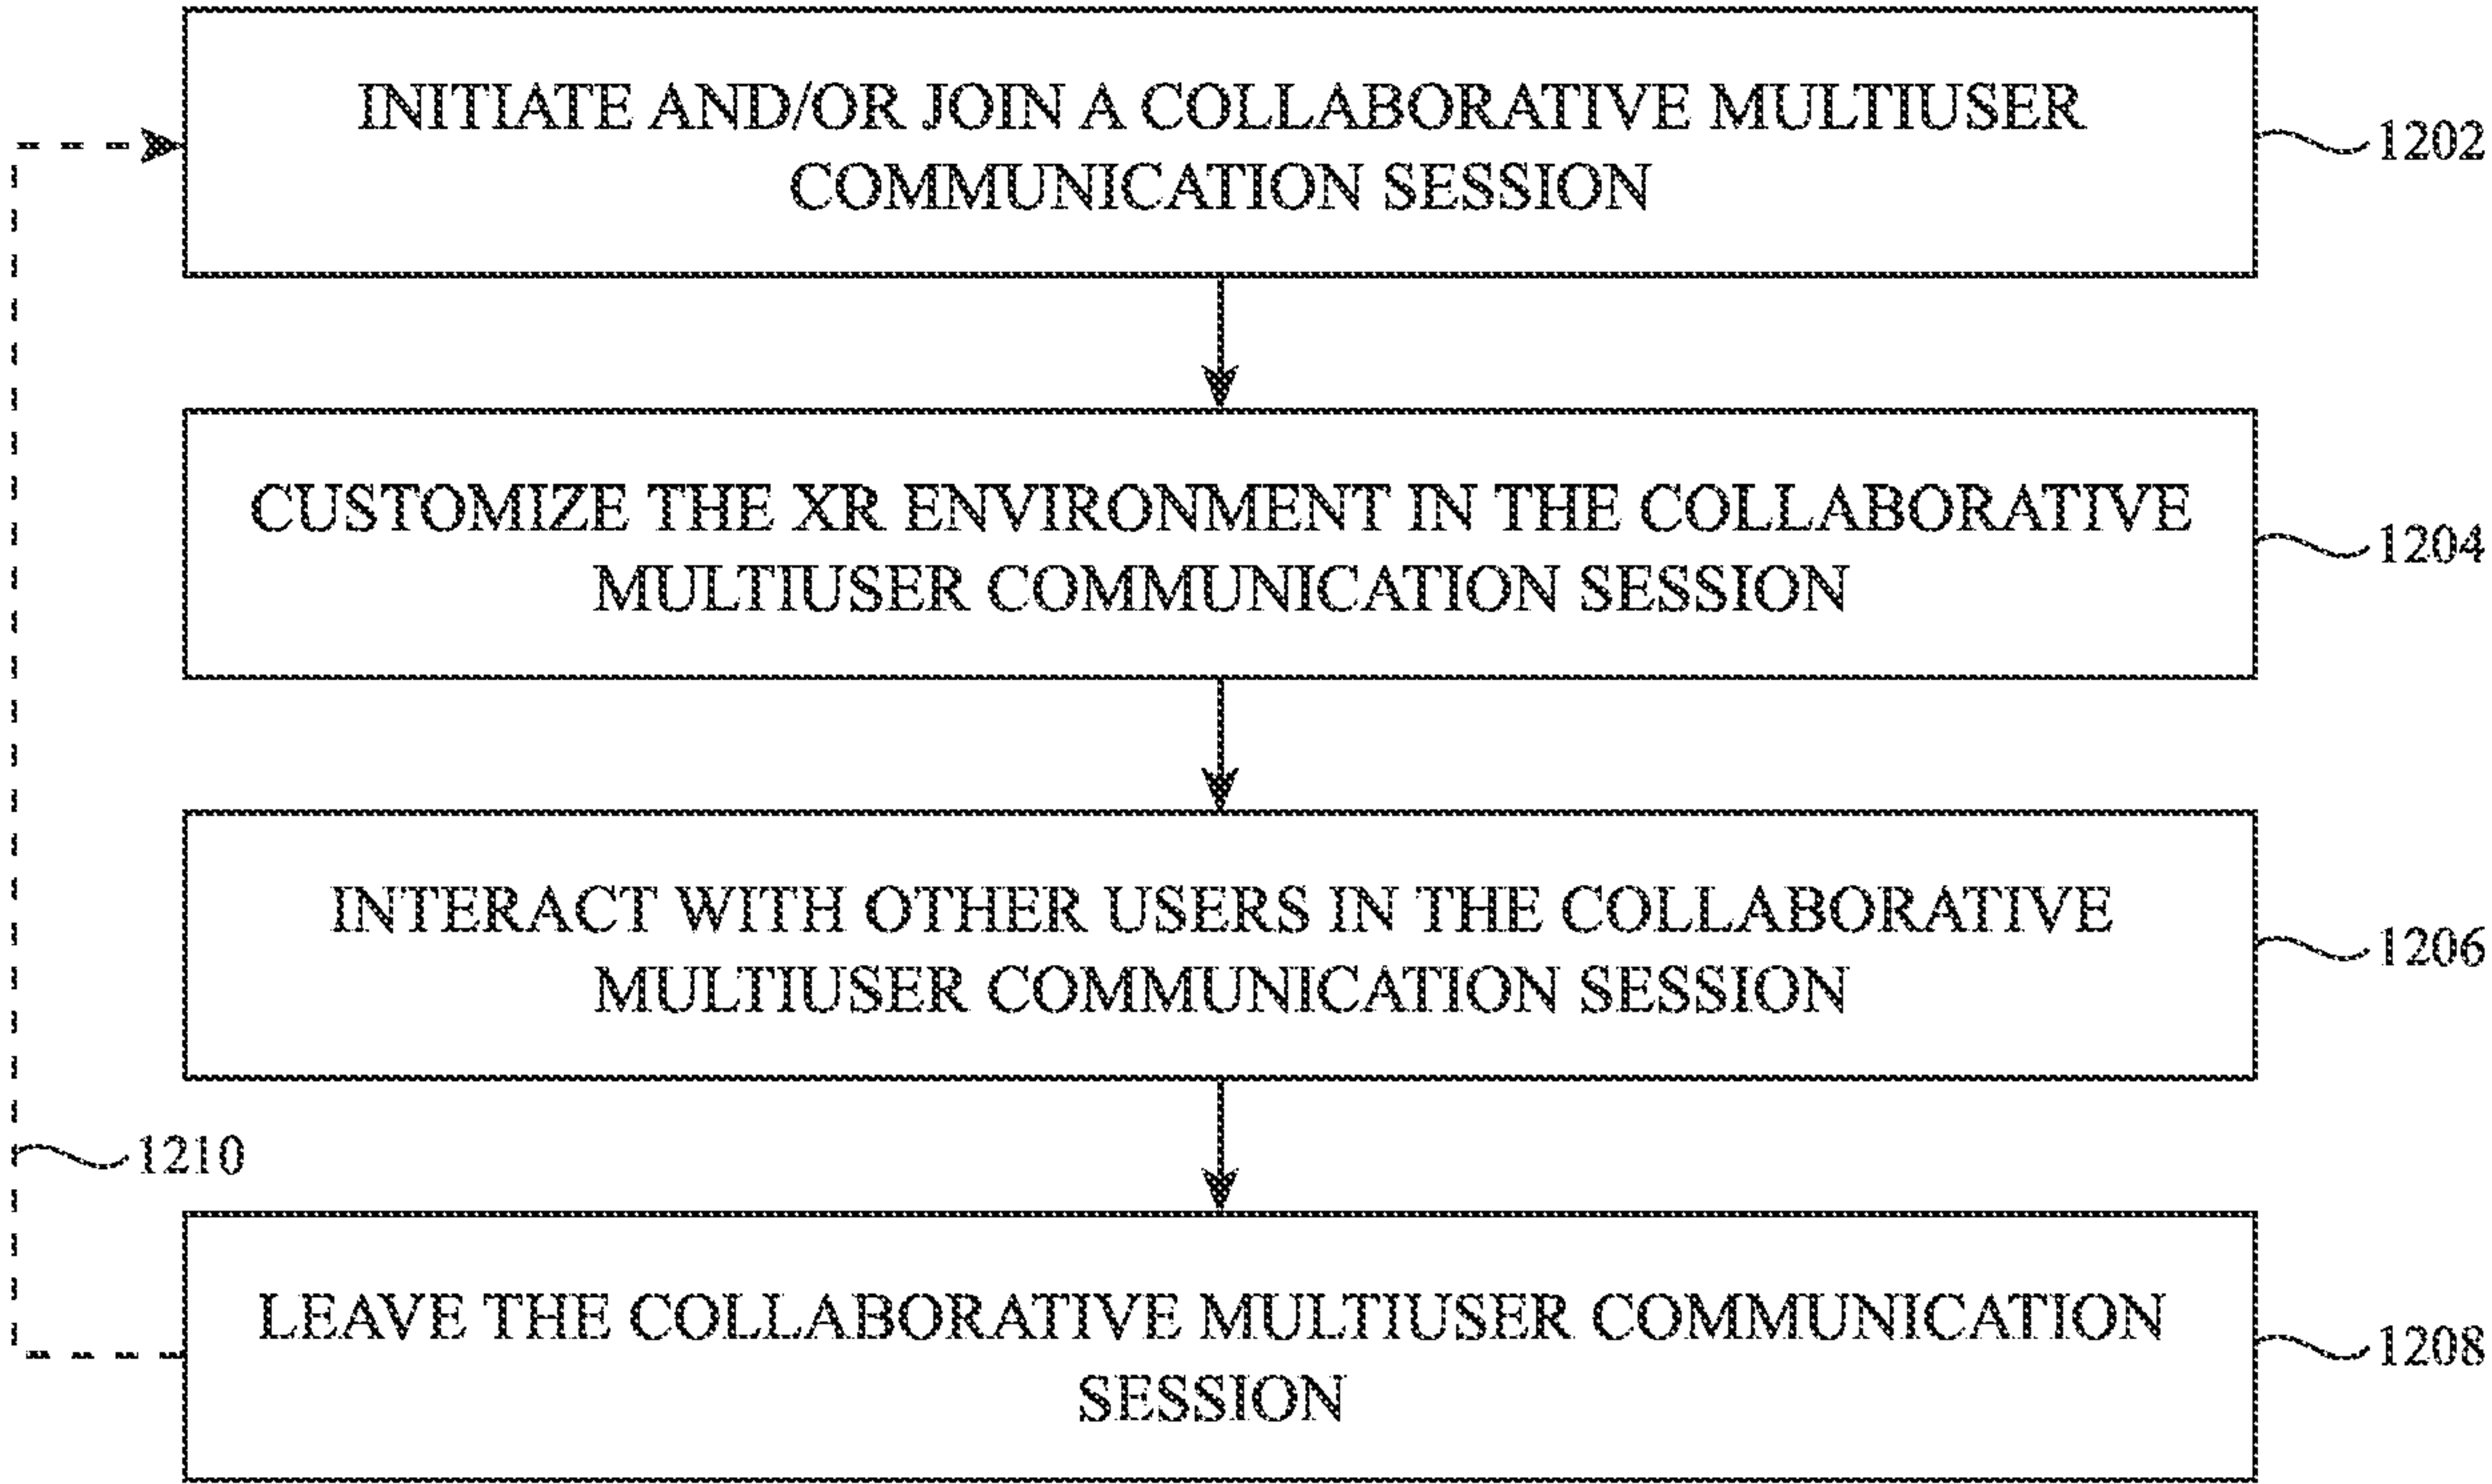 INITIATE AND/OR JOIN A COLLABORATIVE MULTIUSER
COMMUNICATION SESSION
1202
CUSTOMIZE THE XR ENVIRONMENT IN THE COLLABORATIVE
MULTIUSER COMMUNICATION SESSION
1204
INTERACT WITH OTHER USERS IN THE COLLABORATIVE
MULTIUSER COMMUNICATION SESSION
1206
1210
LEAVE THE COLLABORATIVE MULTIUSER COMMUNICATION
SESSION
1208